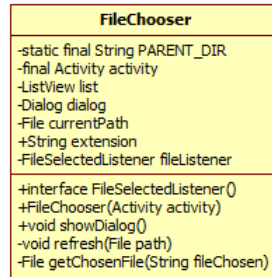 FileChooser
-static final String PARENT_DIR
-final Activity activity
-ListView list
-Dialog dialog
-File currentPath
+String extension
-FileSelectedListener fileListener
+interface FileSelectedListener()
+FileChooser(Activity activity)
+void showDialog()
-void refresh(File path)
-File getChosenFile(String fileChosen)